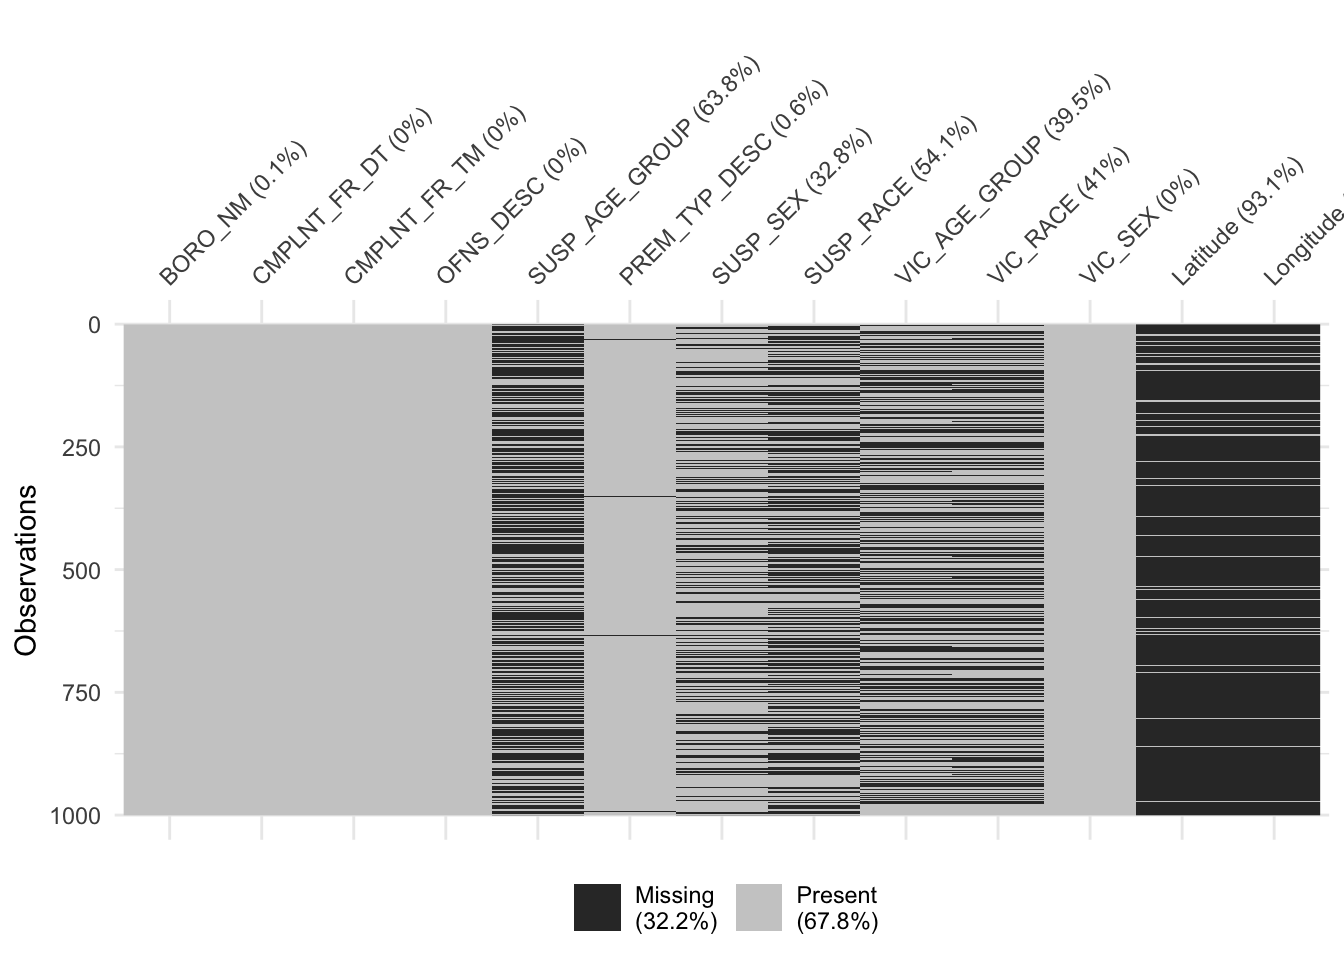 BORO_NM (0.1%)
CMPLNT_FR_DT (0%)
CMPLNT_FR_TM (0%)
OFNS_DESC (0%)
SUSP_AGE_GROUP (63.8%)
PREM_TYP_DESC (0.6%)
SUSP_SEX (32.8%)
SUSP_RACE (54.1%)
VIC_AGE_GROUP (39.5%)
VIC_RACE (41%)
VIC_SEX (0%)
Latitude (93.1%)
Longitude
0
250
500
750
1000
Observations
Missing
(32.2%)
Present
(67.8%)